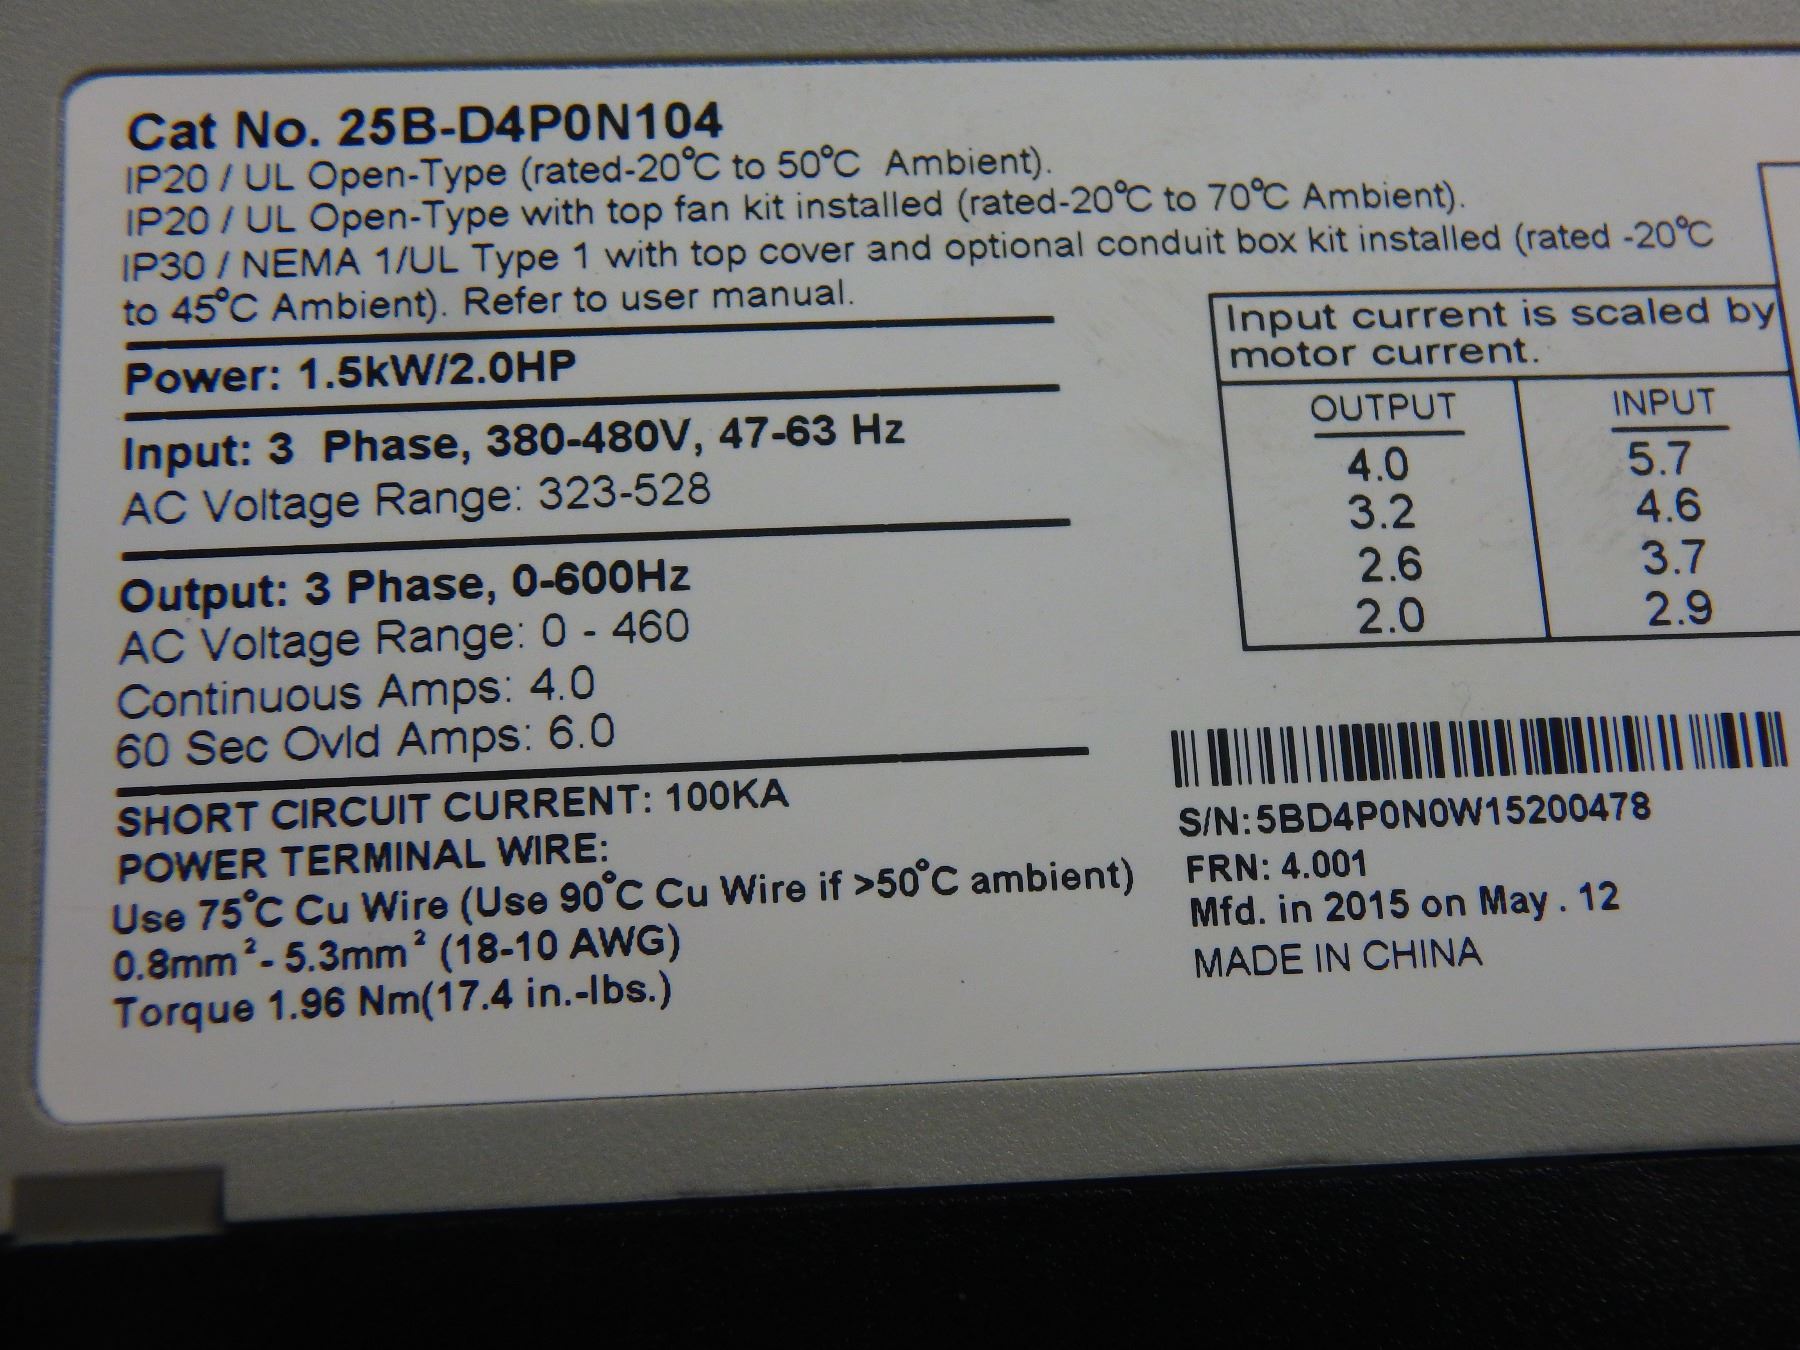 Cat No. 25B-D4P0N104
IP20 / UL Open-Type (rated-20°C to 50°C Ambient).
IP20 / UL Open-Type with top fan kit installed (rated-20°C to 70°C Ambient).
IP30 / NEMA 1/UL Type 1 with top cover and optional conduit box kit installed (rated -20°C
to 45°C Ambient). Refer to user manual.
Power: 1.5kW/2.0HP
Input: 3 Phase, 380-480V, 47-63 Hz
AC Voltage Range: 323-528
Output: 3 Phase, 0-600Hz
AC Voltage Range: 0 - 460
Continuous Amps: 4.0
60 Sec Ovld Amps: 6.0
SHORT CIRCUIT CURRENT: 100KA
POWER TERMINAL WIRE:
Use 75°C Cu Wire (Use 90°C Cu Wire if >50°C ambient)
0.8mm²- 5.3mm² (18-10 AWG)
Torque 1.96 Nm(17.4 in.-lbs.)
Input current is scaled by
motor current.
OUTPUT INPUT
4.0 5.7
3.2 4.6
2.6 3.7
2.0 2.9
S/N:5BD4P0N0W15200478
FRN: 4.001
Mfd. in 2015 on May . 12
MADE IN CHINA